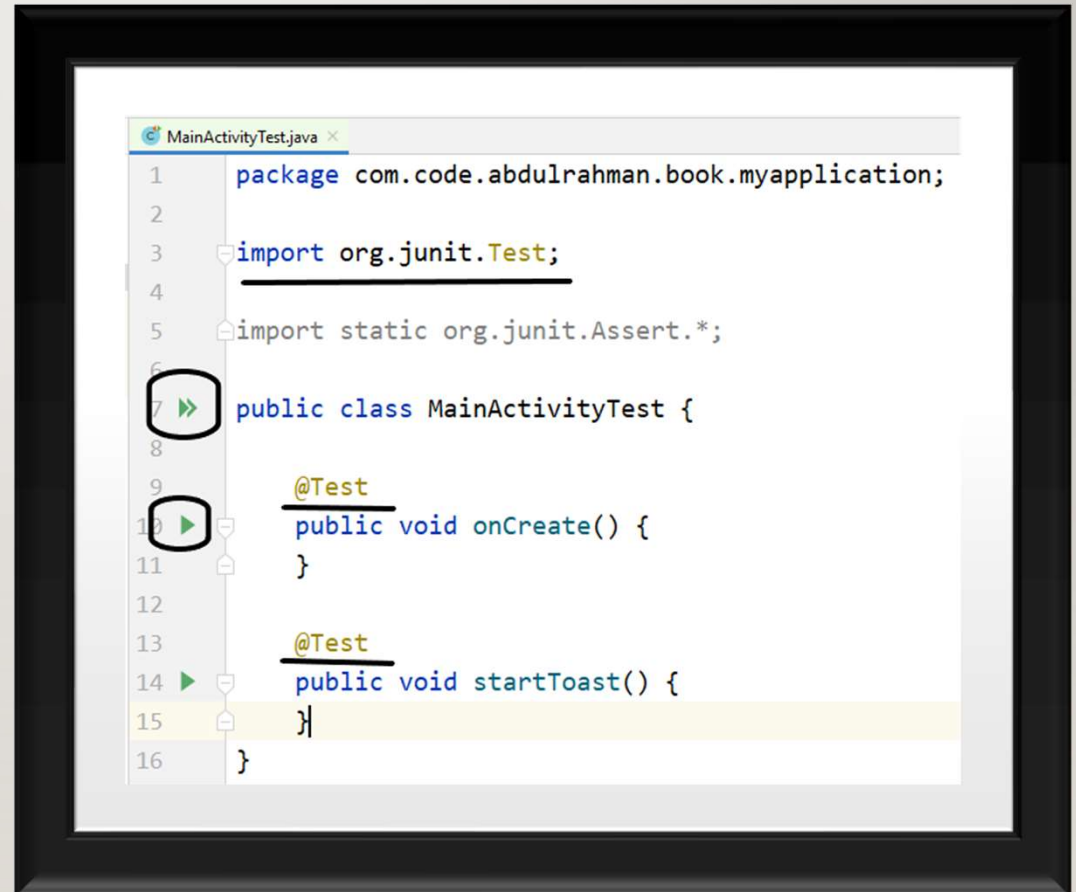 MainActivityTest.java
1 package com.code.abdulrahman.book.myapplication;
2
3 import org.junit.Test;
4
5 import static org.junit.Assert.*;
6
7 public class MainActivityTest {
8
9 @Test
10 public void onCreate() {
11 }
12
13 @Test
14 public void startToast() {
15 }
16 }